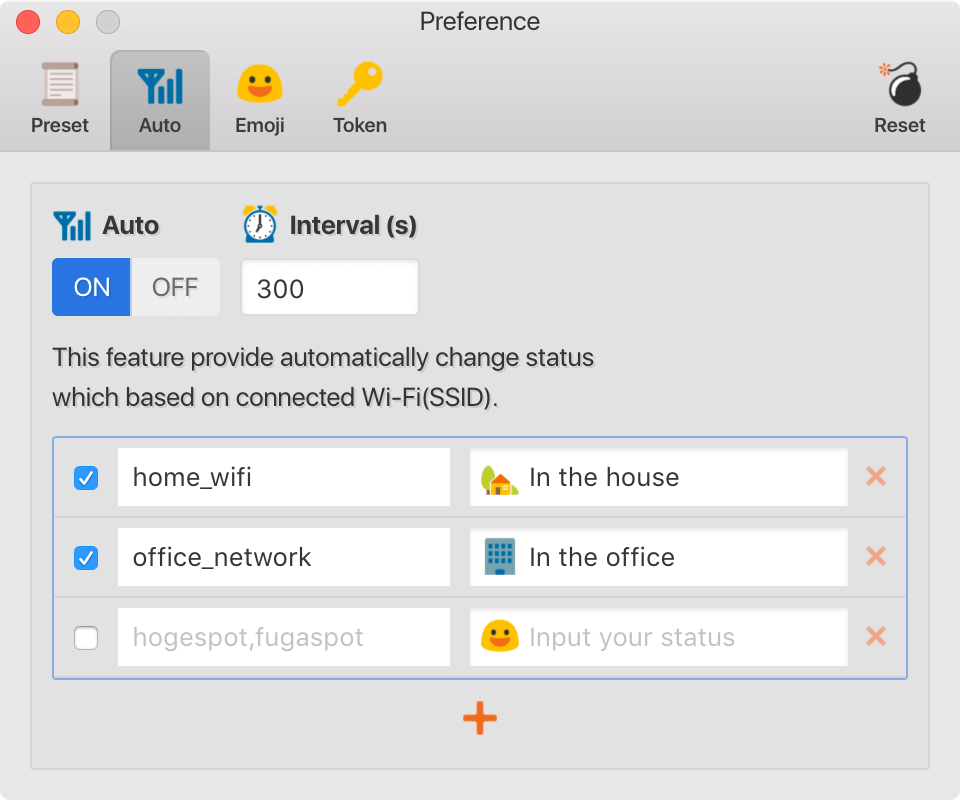 Preference
Preset Auto Emoji Token Reset
Auto Interval (s)
ON OFF 300
This feature provide automatically change status
which based on connected Wi-Fi(SSID).
home_wifi In the house
office_network In the office
hogespot,fugaspot Input your status